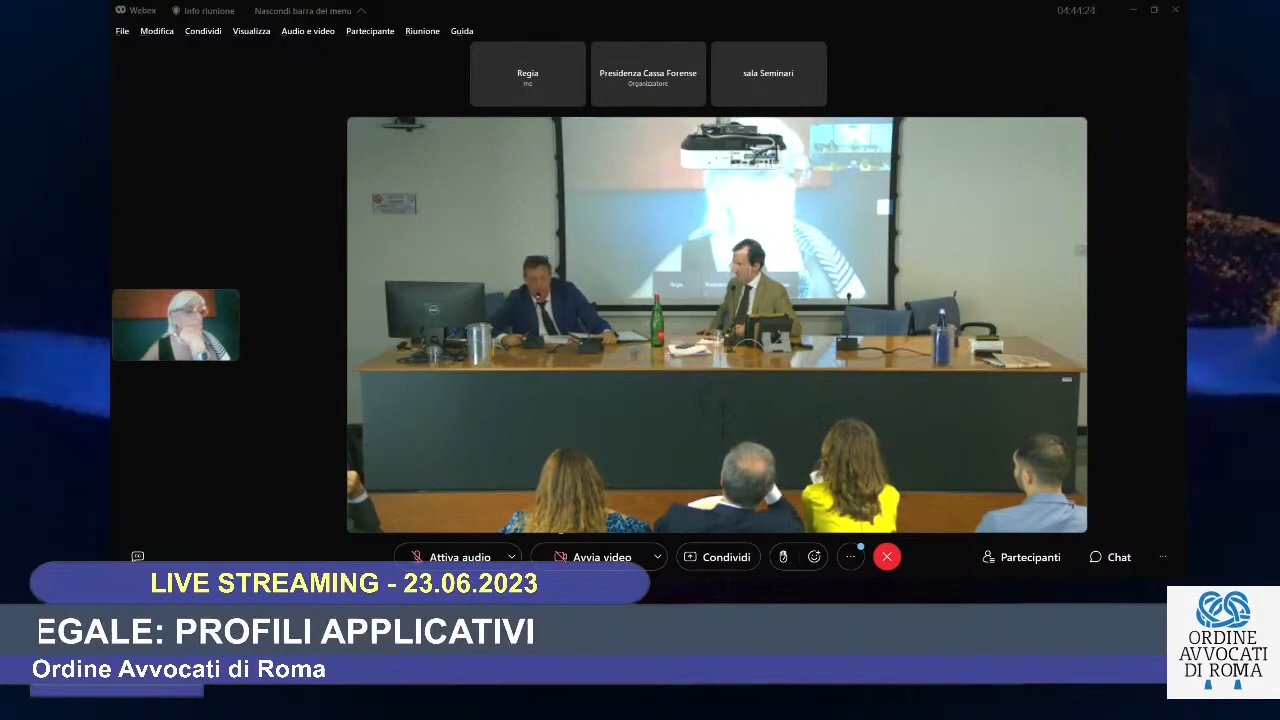 Webex Info riunione Nascondi barra dei menu 04:44:24
File Modifica Condividi Visualizza Audio e video Partecipante Riunione Guida
Regia
me
Presidenza Cassa Forense
Organizzatore
sala Seminari
Attiva audio
Avvia video
Condividi
Partecipanti
Chat
LIVE STREAMING - 23.06.2023
EGALE: PROFILI APPLICATIVI
Ordine Avvocati di Roma
ORDINE
AVVOCATI
DI ROMA